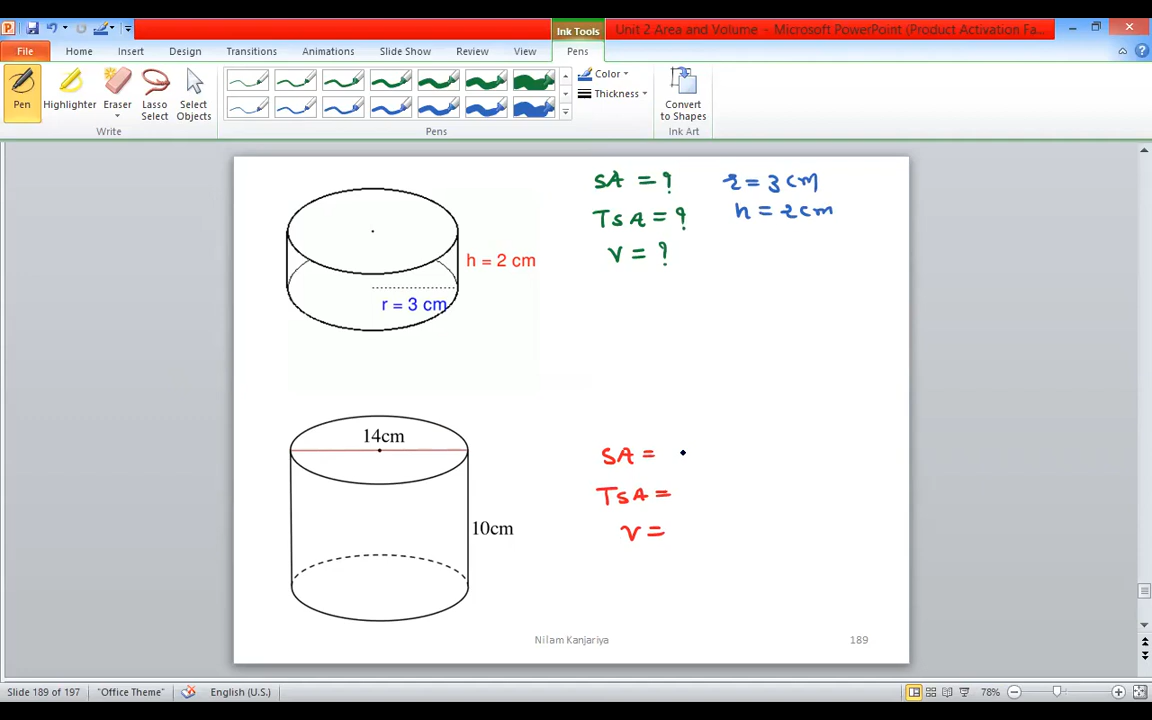 Ink Tools
Unit 2 Area and Volume - Microsoft PowerPoint (Product Activation Fa...
File Home Insert Design Transitions Animations Slide Show Review View Pens
Pen
Highlighter
Eraser
Lasso Select
Select Objects
Color
Thickness
Convert to Shapes
Write
Pens
Ink Art
SA = ?
r = 3 cm
TSA = ?
h = 2 cm
V = ?
h = 2 cm
r = 3 cm
14cm
SA =
TSA =
10cm
V =
Nilam Kanjariya
189
Slide 189 of 197
"Office Theme"
English (U.S.)
78%